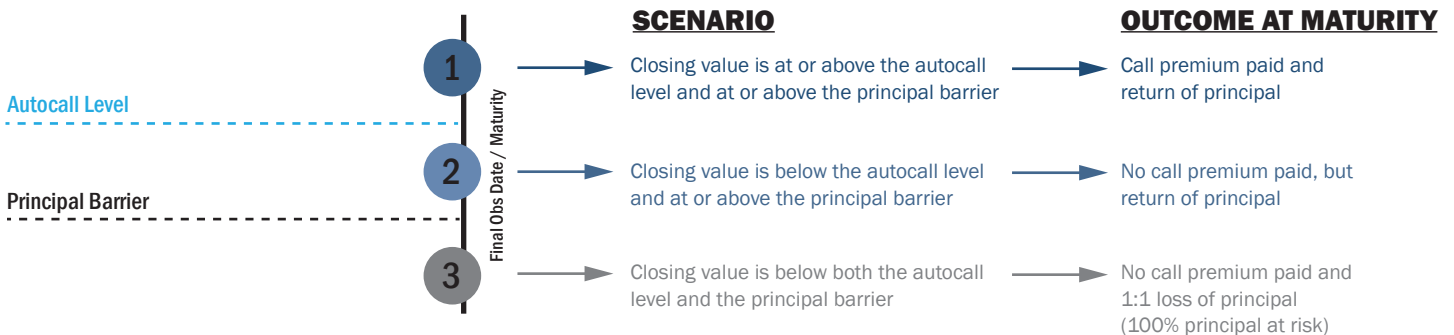 SCENARIO
OUTCOME AT MATURITY
Autocall Level
Principal Barrier
Final Obs Date / Maturity
1
Closing value is at or above the autocall
level and at or above the principal barrier
Call premium paid and
return of principal
2
Closing value is below the autocall level
and at or above the principal barrier
No call premium paid, but
return of principal
3
Closing value is below both the autocall
level and the principal barrier
No call premium paid and
1:1 loss of principal
(100% principal at risk)